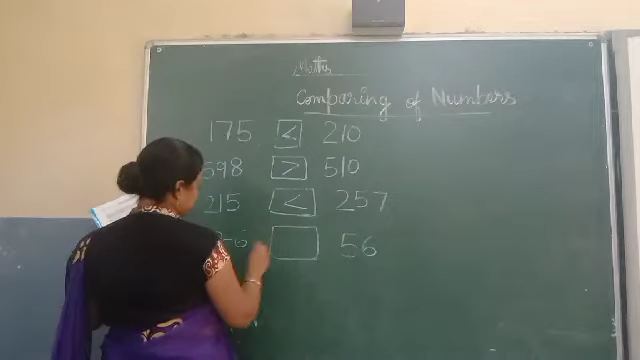 Maths
Comparing of Numbers
175 < 210
598 > 510
215 < 257
56